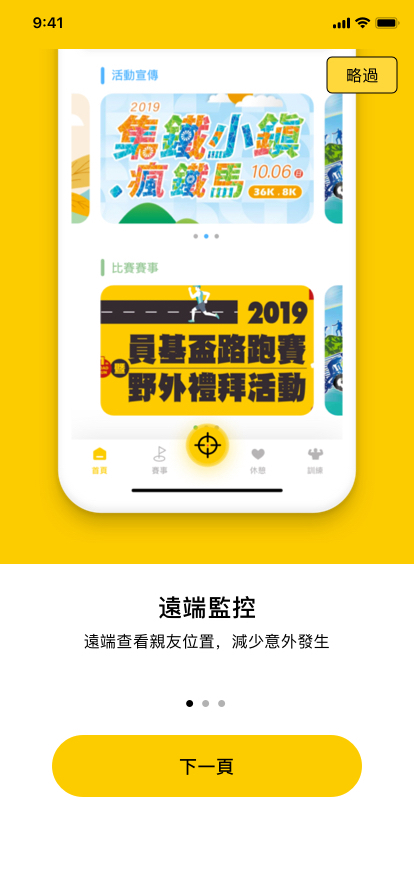 9:41
略過
活動宣傳
2019
集鐵小鎮
瘋鐵馬
10.06 日
36K . 8K
比賽賽事
2019
員基盃路跑賽
野外禮拜活動
首頁
賽事
休憩
訓練
遠端監控
遠端查看親友位置，減少意外發生
下一頁